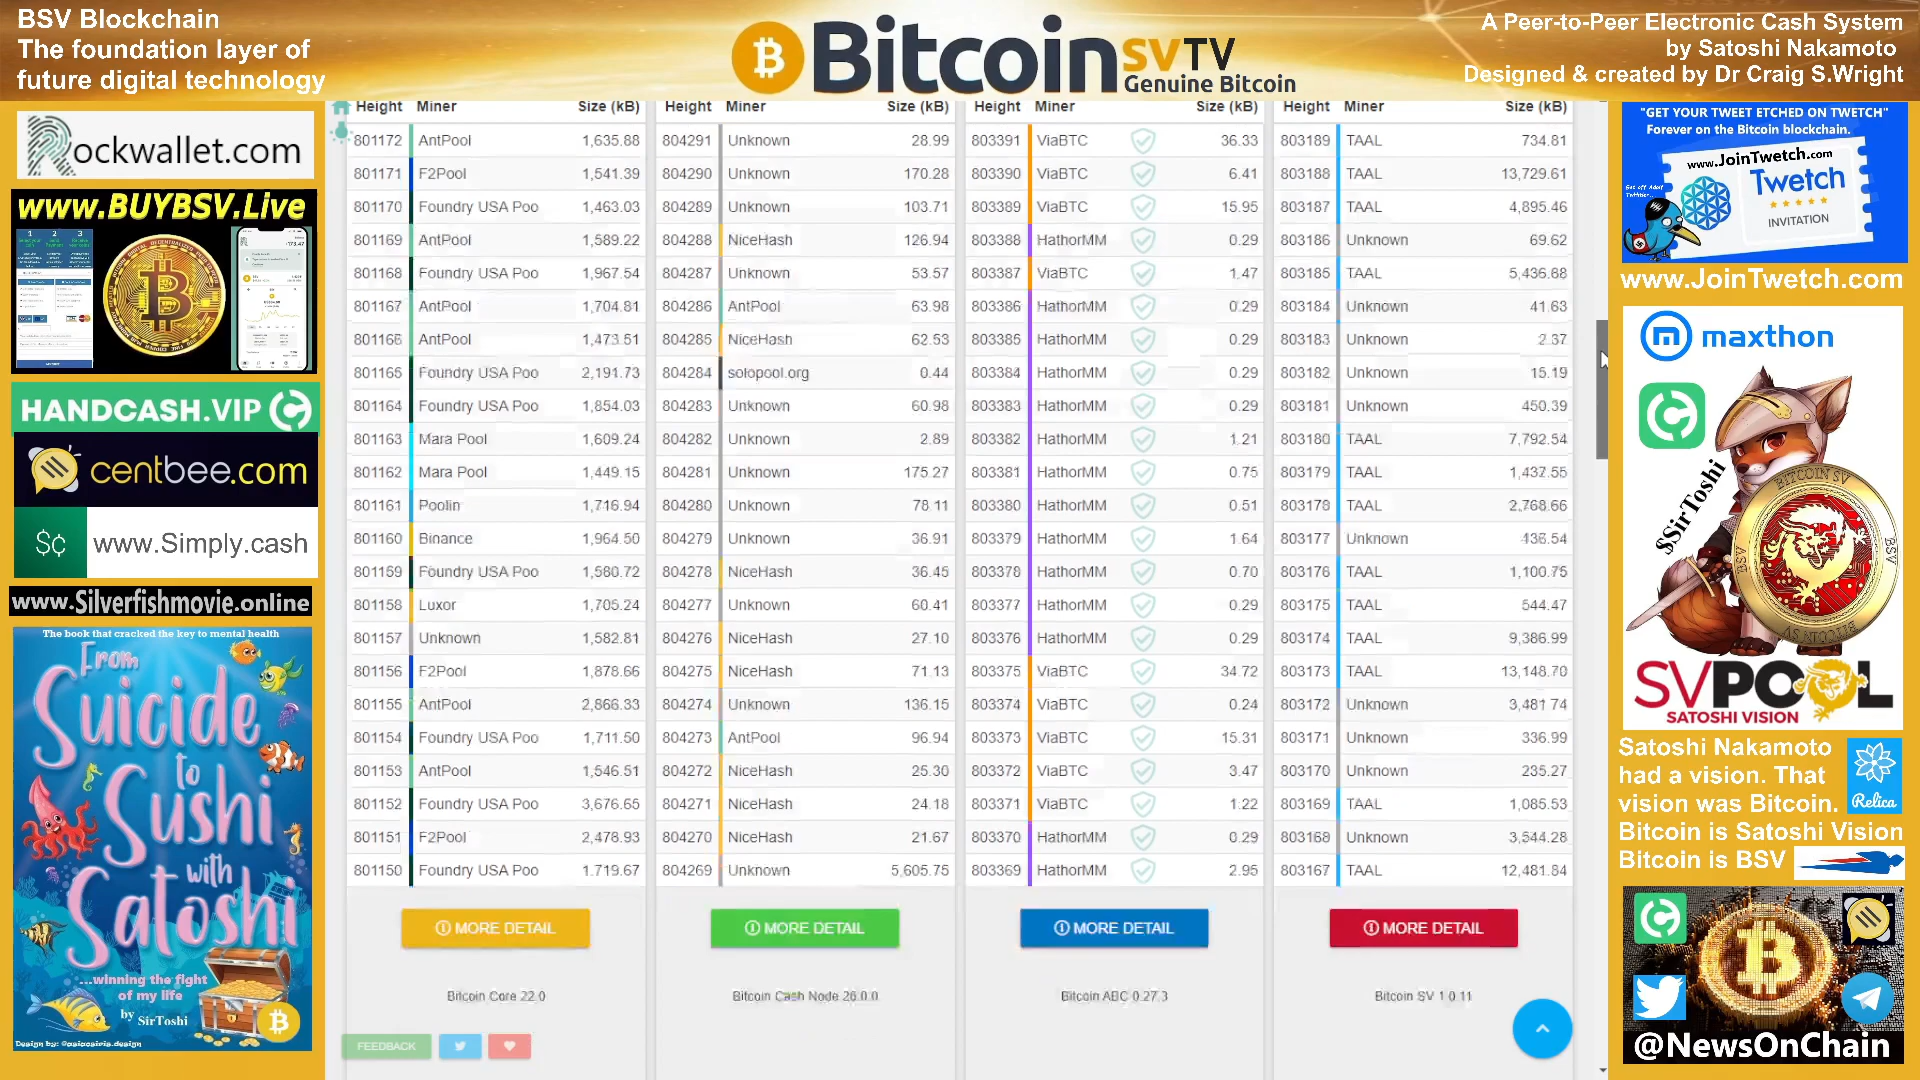 BSV Blockchain
The foundation layer of
future digital technology
Bitcoin SVTV
Genuine Bitcoin
A Peer-to-Peer Electronic Cash System
by Satoshi Nakamoto
Designed & created by Dr Craig S.Wright
Rockwallet.com
www.BUYBSV.Live
HANDCASH.VIP
centbee.com
$¢ www.Simply.cash
www.Silverfishmovie.online
The book that cracked the key to mental health
From
Suicide
to
Sushi
with
Satoshi
...winning the fight
of my life
by SirToshi
Height Miner Size (kB)
801172 AntPool 1,635.88
801171 F2Pool 1,541.39
801170 Foundry USA Poo 1,463.03
801169 AntPool 1,589.22
801168 Foundry USA Poo 1,967.54
801167 AntPool 1,704.81
801166 AntPool 1,473.51
801165 Foundry USA Poo 2,191.73
801164 Foundry USA Poo 1,854.03
801163 Mara Pool 1,609.24
801162 Mara Pool 1,449.15
801161 Poolin 1,716.94
801160 Binance 1,964.50
801159 Foundry USA Poo 1,580.72
801158 Luxor 1,705.24
801157 Unknown 1,582.81
801156 F2Pool 1,878.66
801155 AntPool 2,866.33
801154 Foundry USA Poo 1,711.50
801153 AntPool 1,546.51
801152 Foundry USA Poo 3,676.65
801151 F2Pool 2,478.93
801150 Foundry USA Poo 1,719.67
MORE DETAIL
Bitcoin Core 22.0
FEEDBACK
Height Miner Size (kB)
804291 Unknown 28.99
804290 Unknown 170.28
804289 Unknown 103.71
804288 NiceHash 126.94
804287 Unknown 53.57
804286 AntPool 63.98
804285 NiceHash 62.53
804284 solopool.org 0.44
804283 Unknown 60.98
804282 Unknown 2.89
804281 Unknown 175.27
804280 Unknown 78.11
804279 Unknown 36.91
804278 NiceHash 36.45
804277 Unknown 60.41
804276 NiceHash 27.10
804275 NiceHash 71.13
804274 Unknown 136.15
804273 AntPool 96.94
804272 NiceHash 25.30
804271 NiceHash 24.18
804270 NiceHash 21.67
804269 Unknown 5,605.75
MORE DETAIL
Bitcoin Cash Node 26.0.0
Height Miner Size (kB)
803391 ViaBTC 36.33
803390 ViaBTC 6.41
803389 ViaBTC 15.95
803388 HathorMM 0.29
803387 ViaBTC 1.47
803386 HathorMM 0.29
803385 HathorMM 0.29
803384 HathorMM 0.29
803383 HathorMM 0.29
803382 HathorMM 1.21
803381 HathorMM 0.75
803380 HathorMM 0.51
803379 HathorMM 1.64
803378 HathorMM 0.70
803377 HathorMM 0.29
803376 HathorMM 0.29
803375 ViaBTC 34.72
803374 ViaBTC 0.24
803373 ViaBTC 15.31
803372 ViaBTC 3.47
803371 ViaBTC 1.22
803370 HathorMM 0.29
803369 HathorMM 2.95
MORE DETAIL
Bitcoin ABC 0.27.3
Height Miner Size (kB)
803189 TAAL 734.81
803188 TAAL 13,729.61
803187 TAAL 4,895.46
803186 Unknown 69.62
803185 TAAL 5,436.88
803184 Unknown 41.63
803183 Unknown 2.37
803182 Unknown 15.19
803181 Unknown 450.39
803180 TAAL 7,792.54
803179 TAAL 1,437.55
803178 TAAL 2,768.66
803177 Unknown 436.54
803176 TAAL 1,100.75
803175 TAAL 544.47
803174 TAAL 9,386.99
803173 TAAL 13,148.70
803172 Unknown 3,481.74
803171 Unknown 336.99
803170 Unknown 235.27
803169 TAAL 1,085.53
803168 Unknown 3,544.28
803167 TAAL 12,481.84
MORE DETAIL
Bitcoin SV 1.0.11
"GET YOUR TWEET ETCHED ON TWETCH"
Forever on the Bitcoin blockchain.
www.JoinTwetch.com
Twetch
INVITATION
www.JoinTwetch.com
maxthon
$SirToshi
BITCOIN SV
BSV
BSV
SVPOOL
SATOSHI VISION
Satoshi Nakamoto
had a vision. That
vision was Bitcoin.
Relica
Bitcoin is Satoshi Vision
Bitcoin is BSV
@NewsOnChain